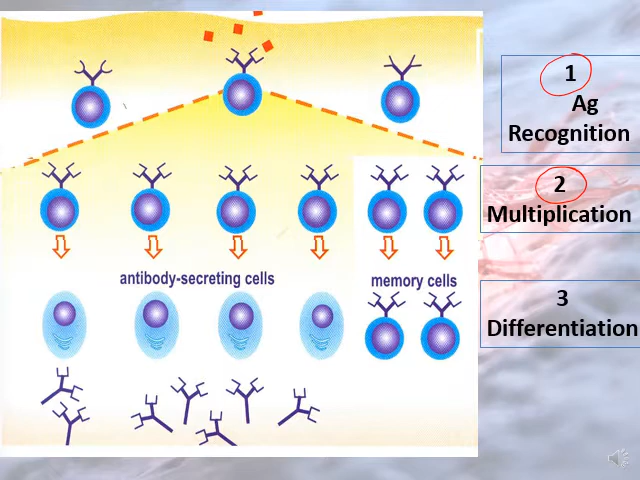 1
Ag
Recognition
2
Multiplication
antibody-secreting cells
memory cells
3
Differentiation